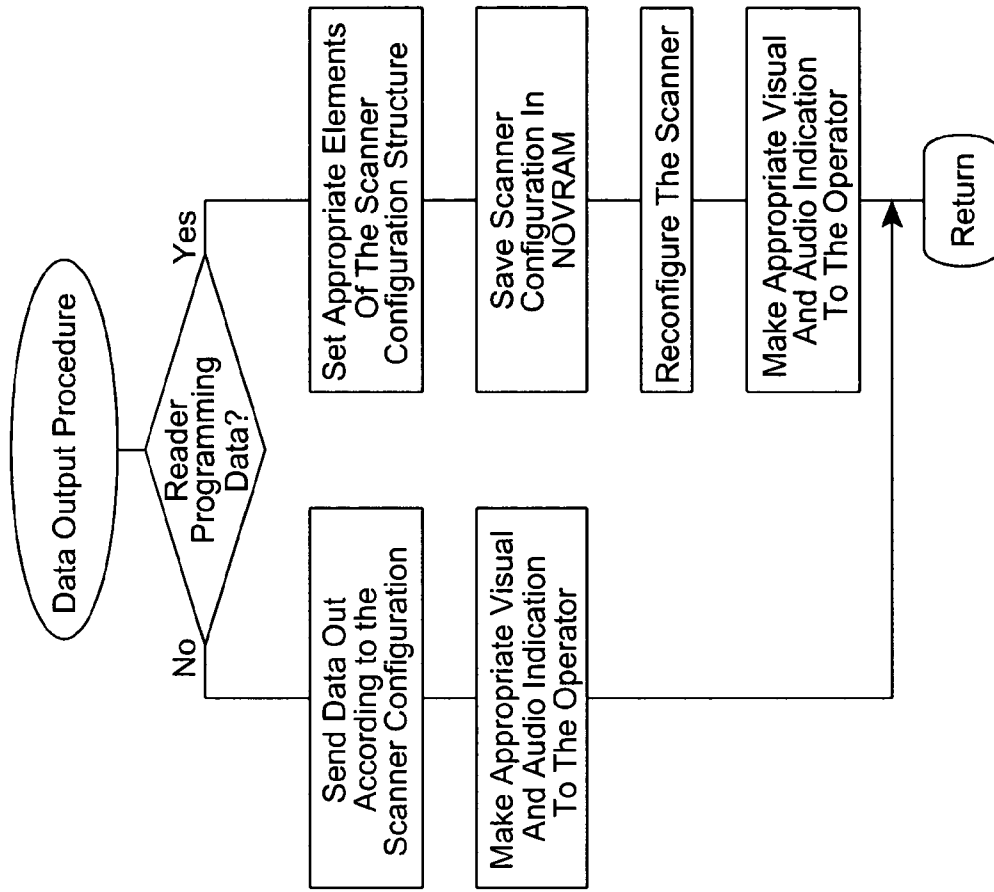 Data Output Procedure
Reader
Programming
Data?
No
Yes
Send Data Out
According to the
Scanner Configuration
Make Appropriate Visual
And Audio Indication
To The Operator
Set Appropriate Elements
Of The Scanner
Configuration Structure
Save Scanner
Configuration In
NOVRAM
Reconfigure The Scanner
Make Appropriate Visual
And Audio Indication
To The Operator
Return